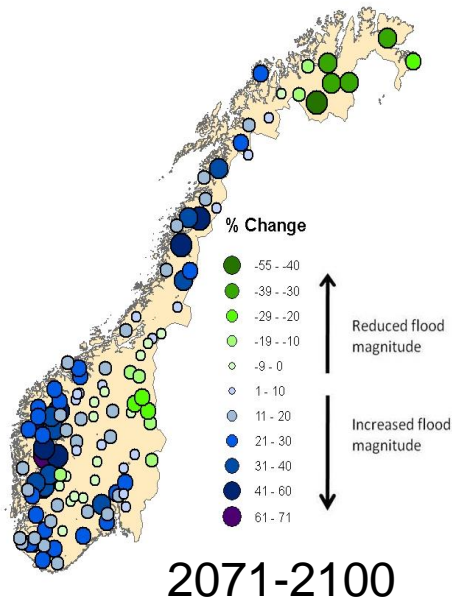 % Change
-55 - -40
-39 - -30
-29 - -20
-19 - -10
-9 - 0
1 - 10
11 - 20
21 - 30
31 - 40
41 - 60
61 - 71
Reduced flood
magnitude
Increased flood
magnitude
2071-2100